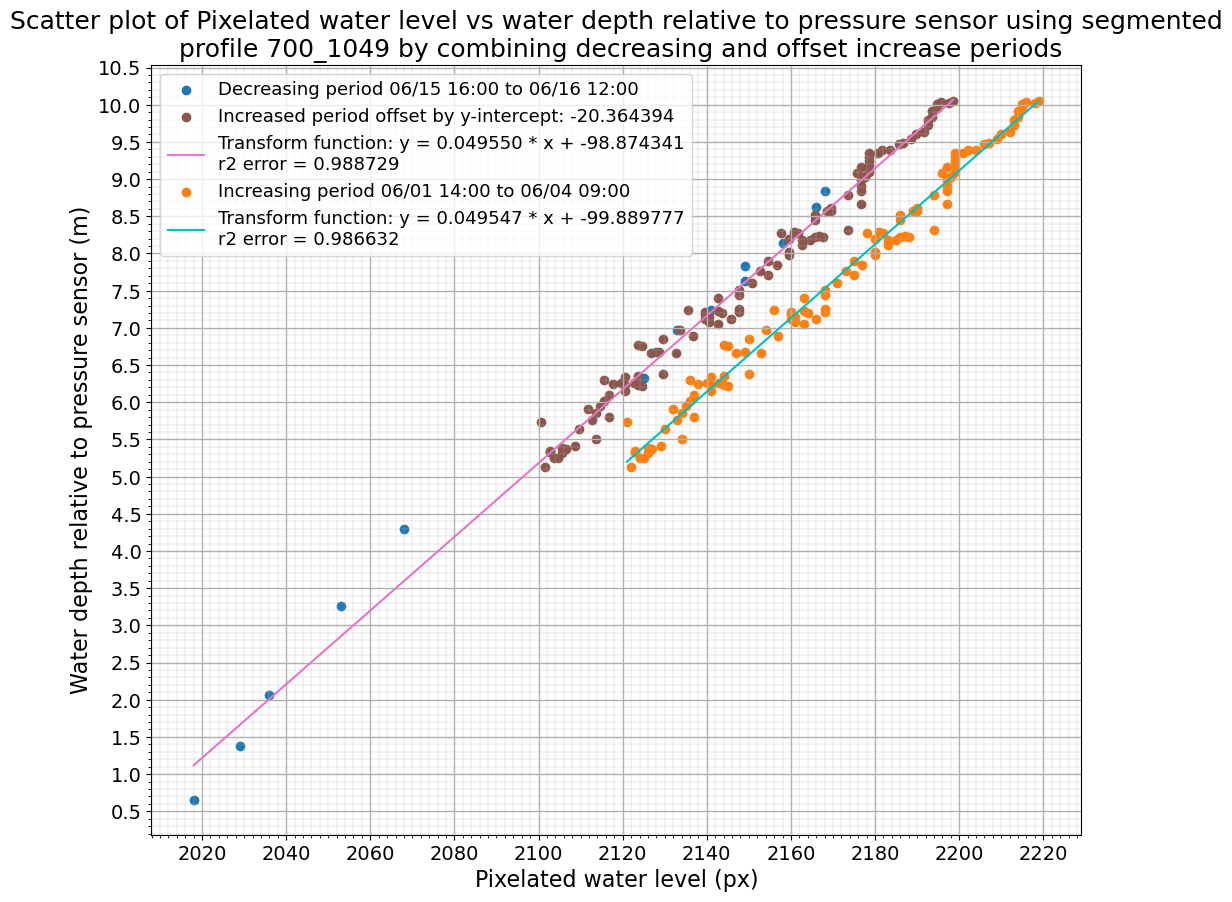 Scatter plot of Pixelated water level vs water depth relative to pressure sensor using segmented
profile 700_1049 by combining decreasing and offset increase periods
Decreasing period 06/15 16:00 to 06/16 12:00
Increased period offset by y-intercept: -20.364394
Transform function: y = 0.049550 * x + -98.874341
r2 error = 0.988729
Increasing period 06/01 14:00 to 06/04 09:00
Transform function: y = 0.049547 * x + -99.889777
r2 error = 0.986632
Water depth relative to pressure sensor (m)
10.5
10.0
9.5
9.0
8.5
8.0
7.5
7.0
6.5
6.0
5.5
5.0
4.5
4.0
3.5
3.0
2.5
2.0
1.5
1.0
0.5
2020 2040 2060 2080 2100 2120 2140 2160 2180 2200 2220
Pixelated water level (px)